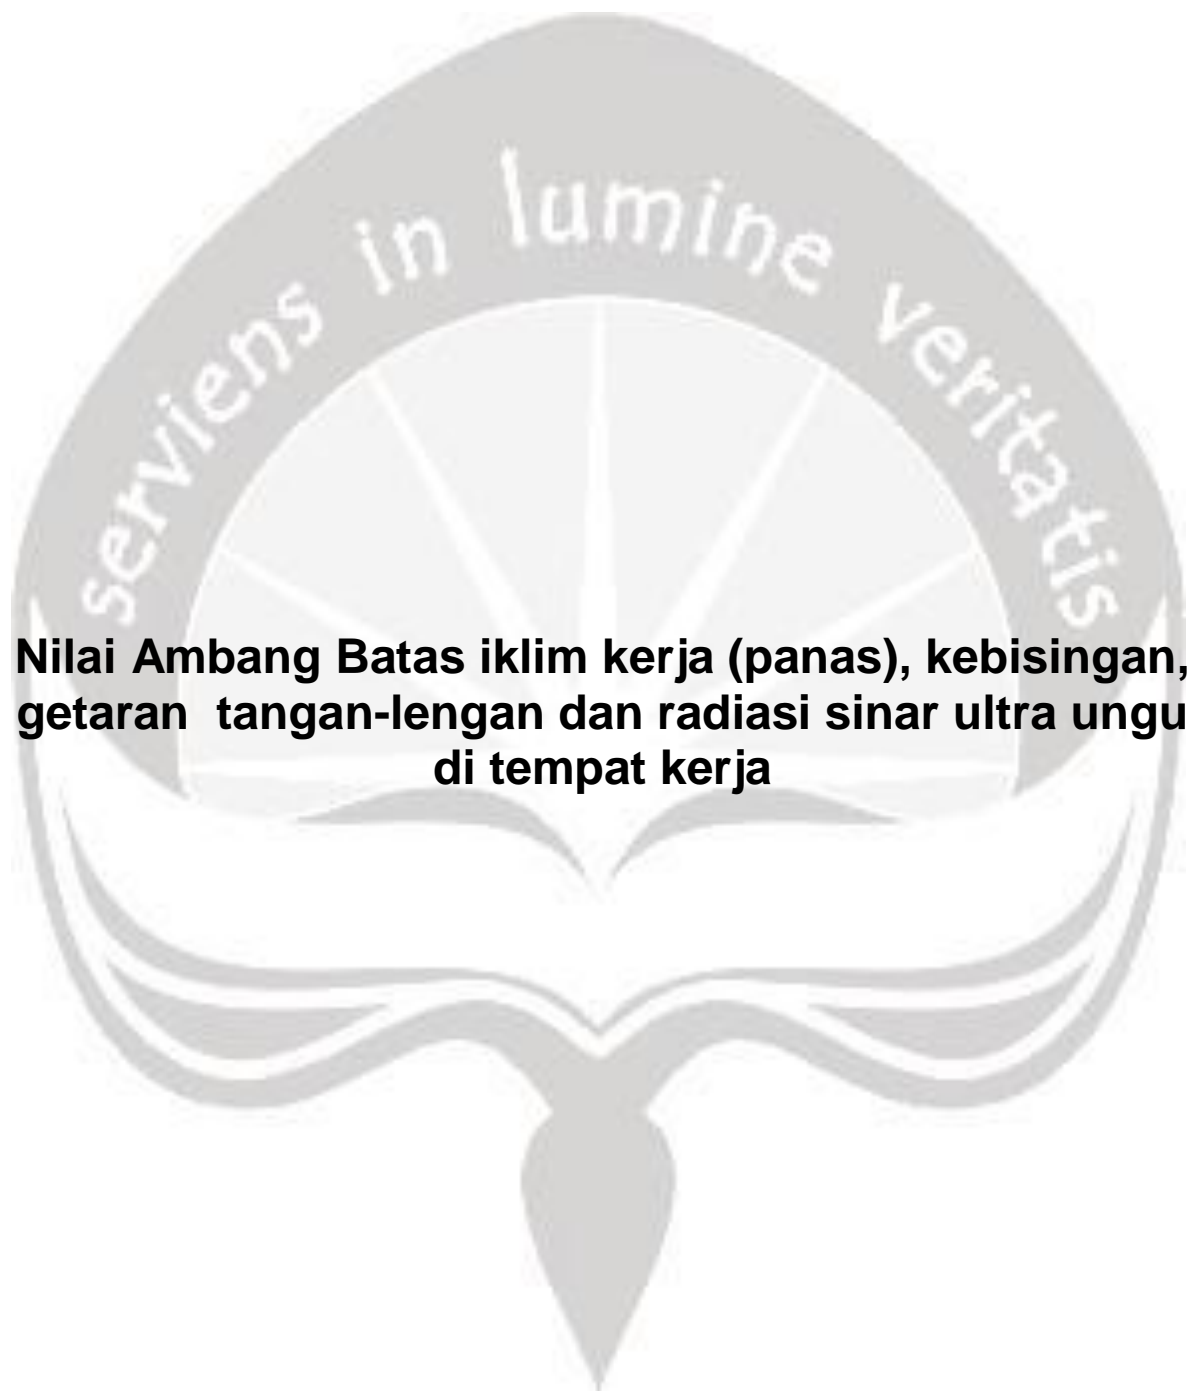 serviens in lumine veritatis
Nilai Ambang Batas iklim kerja (panas), kebisingan,
getaran  tangan-lengan dan radiasi sinar ultra ungu
di tempat kerja